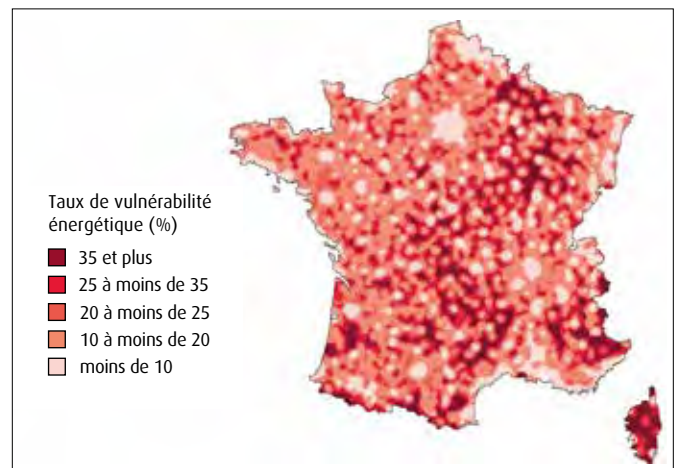 Taux de vulnérabilité
énergétique (%)
35 et plus
25 à moins de 35
20 à moins de 25
10 à moins de 20
moins de 10